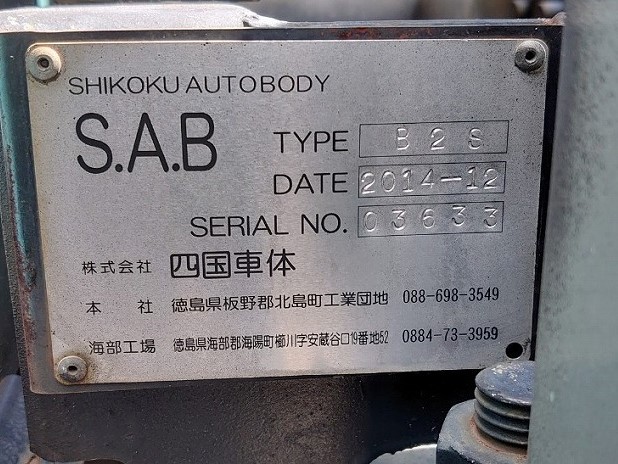 SHIKOKU AUTOBODY
S.A.B
TYPE B2S
DATE 2014-12
SERIAL NO. 03633
株式会社 四国車体
本社 徳島県板野郡北島町工業団地 088-698-3549
海部工場 徳島県海部郡海陽町櫛川字安蔵谷口19番地52 0884-73-3959